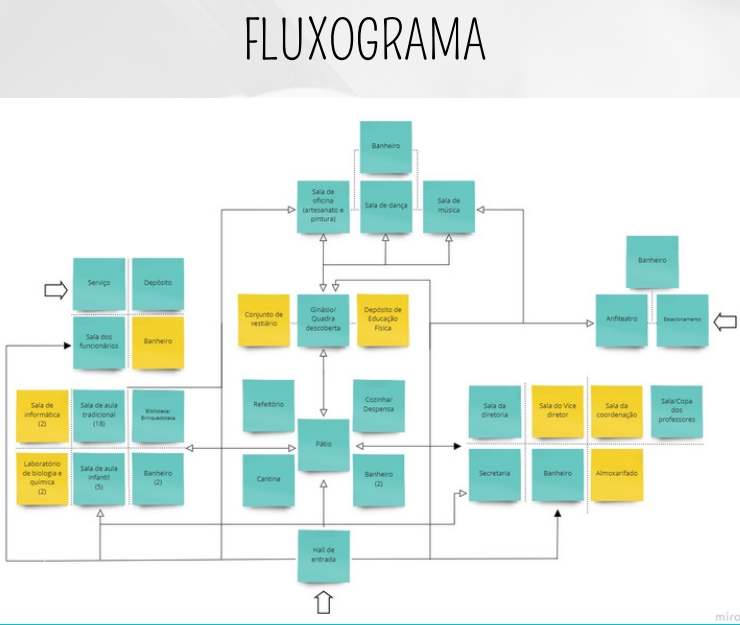 FLUXOGRAMA
Banheiro
Sala de
oficina
(artesanato e
pintura)
Sala de dança
Sala de
música
Banheiro
Serviço
Depósito
Conjunto de
vestiário
Ginásio/
Quadra
descoberta
Depósito de
Educação
Física
Anfiteatro
Estacionamento
Sala dos
funcionários
Banheiro
Sala de
informática
(2)
Sala de aula
tradicional
(18)
Biblioteca/
Brinquedoteca
Refeitório
Cozinha/
Despensa
Sala da
diretoria
Sala do Vice
diretor
Sala da
coordenação
Sala/Copa
dos
professores
Pátio
Laboratório
de biologia e
química
(2)
Sala de aula
infantil
(5)
Banheiro
(2)
Cantina
Banheiro
(2)
Secretaria
Banheiro
Almoxarifado
Hall de
entrada
miro